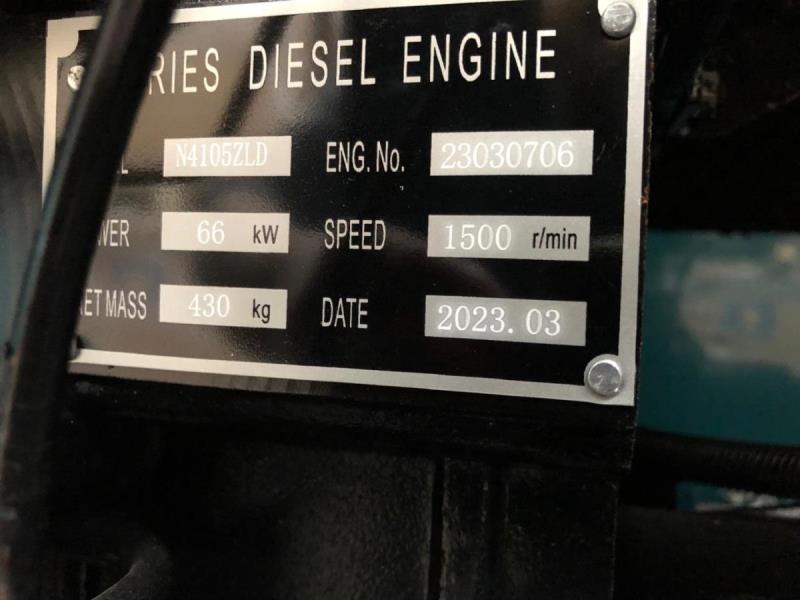 RIES DIESEL ENGINE
L N4105ZLD ENG. No. 23030706
WER 66 kW SPEED 1500 r/min
NET MASS 430 kg DATE 2023.03